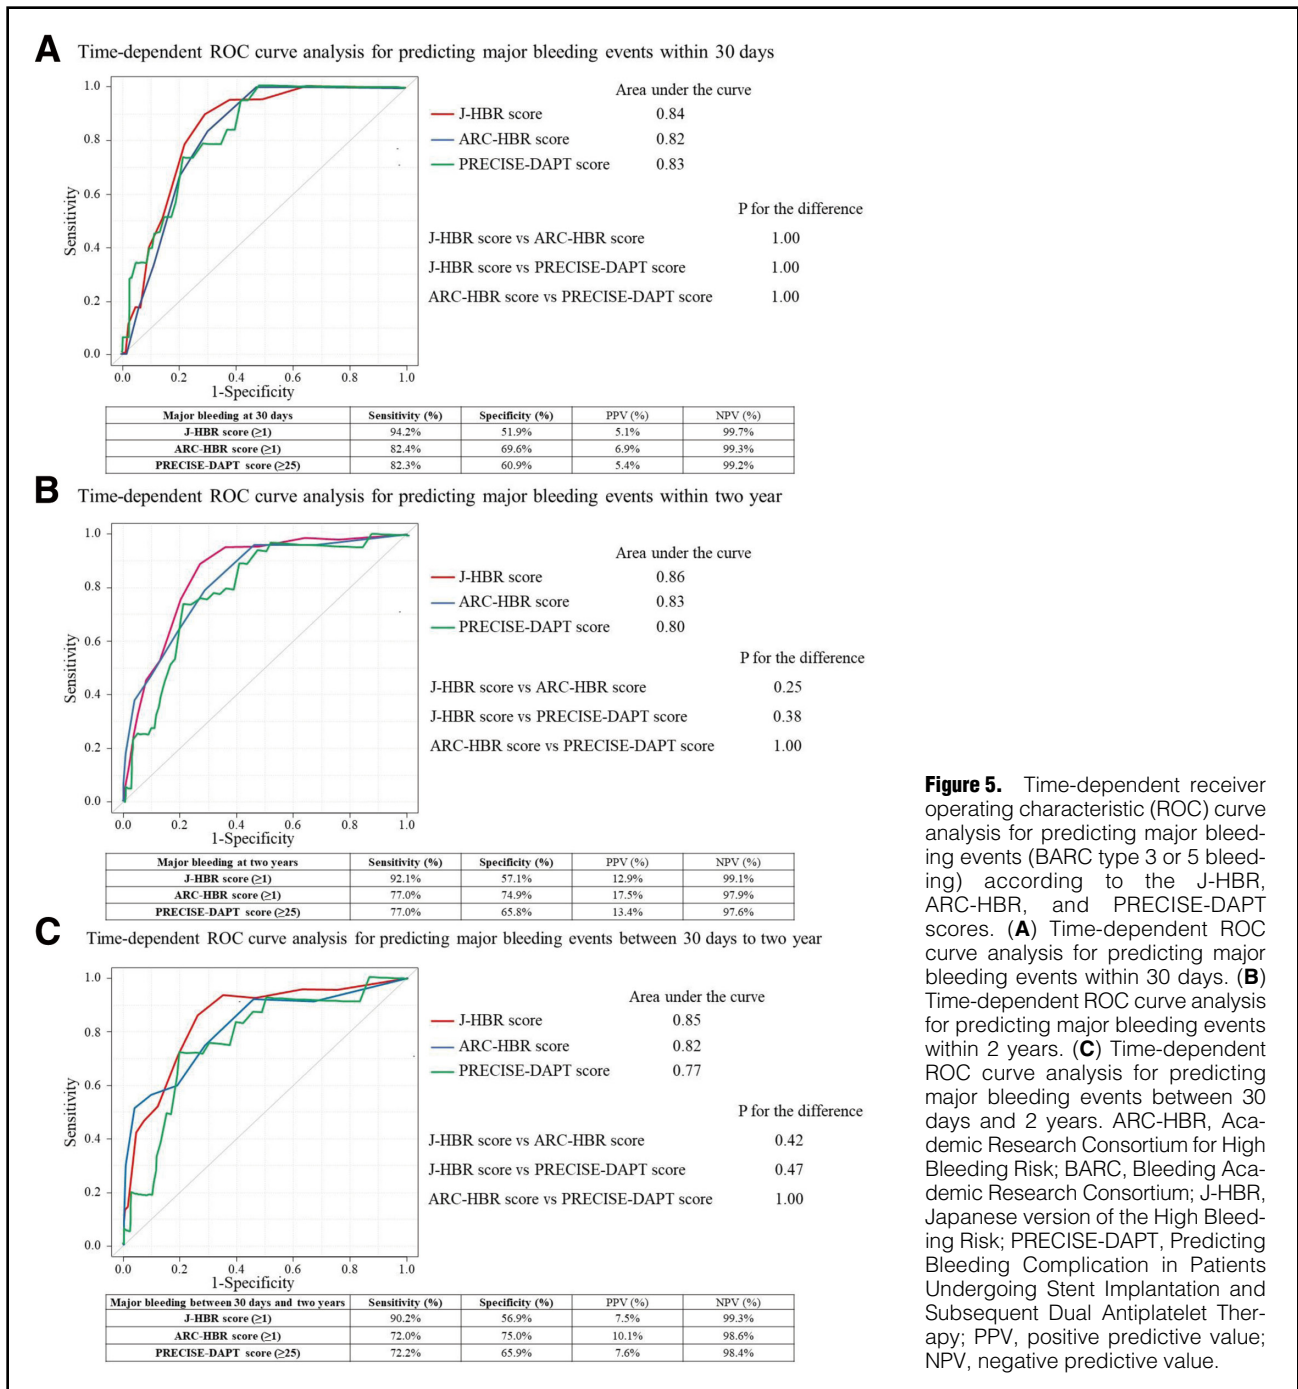 A Time-dependent ROC curve analysis for predicting major bleeding events within 30 days
Area under the curve
J-HBR score 0.84
ARC-HBR score 0.82
PRECISE-DAPT score 0.83
P for the difference
J-HBR score vs ARC-HBR score 1.00
J-HBR score vs PRECISE-DAPT score 1.00
ARC-HBR score vs PRECISE-DAPT score 1.00
Sensitivity
1.0
0.8
0.6
0.4
0.2
0.0
0.0 0.2 0.4 0.6 0.8 1.0
1-Specificity
Major bleeding at 30 days Sensitivity (%) Specificity (%) PPV (%) NPV (%)
J-HBR score (≥1) 94.2% 51.9% 5.1% 99.7%
ARC-HBR score (≥1) 82.4% 69.6% 6.9% 99.3%
PRECISE-DAPT score (≥25) 82.3% 60.9% 5.4% 99.2%
B Time-dependent ROC curve analysis for predicting major bleeding events within two year
Area under the curve
J-HBR score 0.86
ARC-HBR score 0.83
PRECISE-DAPT score 0.80
P for the difference
J-HBR score vs ARC-HBR score 0.25
J-HBR score vs PRECISE-DAPT score 0.38
ARC-HBR score vs PRECISE-DAPT score 1.00
Sensitivity
1.0
0.8
0.6
0.4
0.2
0.0
0.0 0.2 0.4 0.6 0.8 1.0
1-Specificity
Major bleeding at two years Sensitivity (%) Specificity (%) PPV (%) NPV (%)
J-HBR score (≥1) 92.1% 57.1% 12.9% 99.1%
ARC-HBR score (≥1) 77.0% 74.9% 17.5% 97.9%
PRECISE-DAPT score (≥25) 77.0% 65.8% 13.4% 97.6%
C Time-dependent ROC curve analysis for predicting major bleeding events between 30 days to two year
Area under the curve
J-HBR score 0.85
ARC-HBR score 0.82
PRECISE-DAPT score 0.77
P for the difference
J-HBR score vs ARC-HBR score 0.42
J-HBR score vs PRECISE-DAPT score 0.47
ARC-HBR score vs PRECISE-DAPT score 1.00
Sensitivity
1.0
0.8
0.6
0.4
0.2
0.0
0.0 0.2 0.4 0.6 0.8 1.0
1-Specificity
Major bleeding between 30 days and two years Sensitivity (%) Specificity (%) PPV (%) NPV (%)
J-HBR score (≥1) 90.2% 56.9% 7.5% 99.3%
ARC-HBR score (≥1) 72.0% 75.0% 10.1% 98.6%
PRECISE-DAPT score (≥25) 72.2% 65.9% 7.6% 98.4%
Figure 5. Time-dependent receiver
operating characteristic (ROC) curve
analysis for predicting major bleed-
ing events (BARC type 3 or 5 bleed-
ing) according to the J-HBR,
ARC-HBR, and PRECISE-DAPT
scores. (A) Time-dependent ROC
curve analysis for predicting major
bleeding events within 30 days. (B)
Time-dependent ROC curve analysis
for predicting major bleeding events
within 2 years. (C) Time-dependent
ROC curve analysis for predicting
major bleeding events between 30
days and 2 years. ARC-HBR, Aca-
demic Research Consortium for High
Bleeding Risk; BARC, Bleeding Aca-
demic Research Consortium; J-HBR,
Japanese version of the High Bleed-
ing Risk; PRECISE-DAPT, Predicting
Bleeding Complication in Patients
Undergoing Stent Implantation and
Subsequent Dual Antiplatelet Ther-
apy; PPV, positive predictive value;
NPV, negative predictive value.